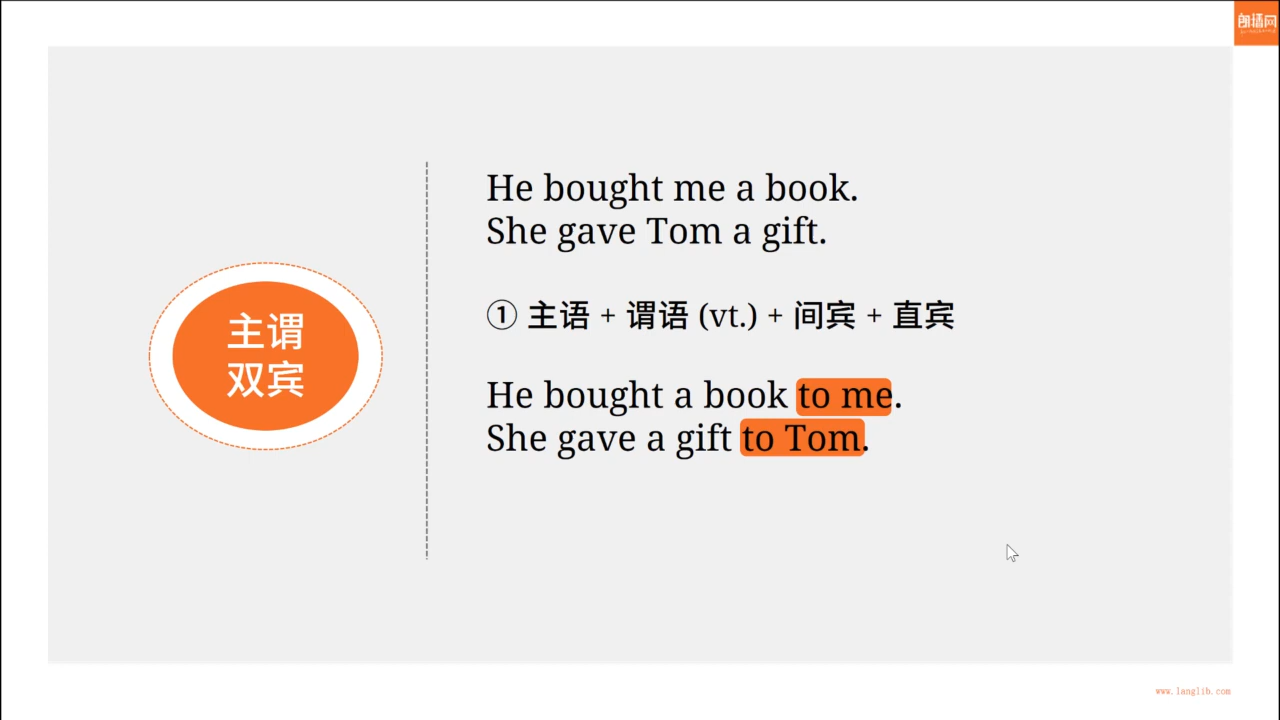 朗播网
He bought me a book.
She gave Tom a gift.
① 主语 + 谓语 (vt.) + 间宾 + 直宾
主谓
双宾
He bought a book to me.
She gave a gift to Tom.
www.langlib.com